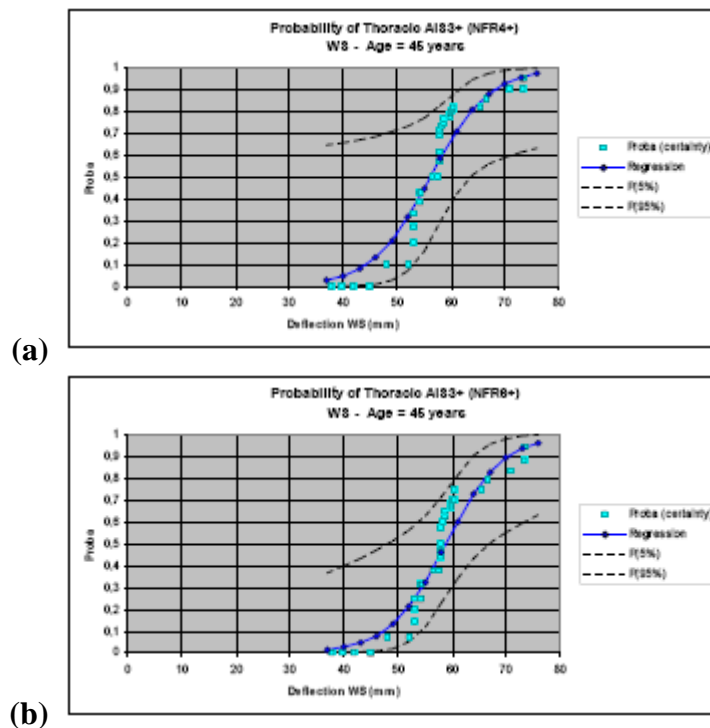 Probability of Thoracic AIS3+ (NFR4+)
WS - Age = 45 years
1
0,9
0,8
0,7
0,6
0,5
0,4
0,3
0,2
0,1
0
Proba
0 10 20 30 40 50 60 70 80
Deflection WS (mm)
Proba (certainty)
Regression
P(5%)
P(95%)
(a)
Probability of Thoracic AIS3+ (NFR6+)
WS - Age = 45 years
1
0,9
0,8
0,7
0,6
0,5
0,4
0,3
0,2
0,1
0
Proba
0 10 20 30 40 50 60 70 80
Deflection WS (mm)
Proba (certainty)
Regression
P(5%)
P(95%)
(b)